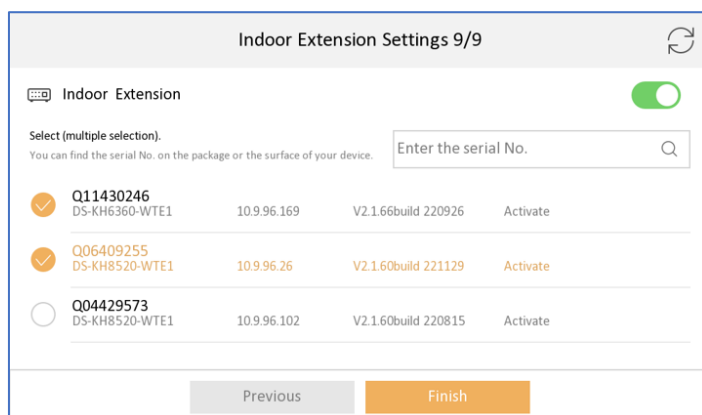 Indoor Extension Settings 9/9
Indoor Extension
Select (multiple selection).
You can find the serial No. on the package or the surface of your device.
Enter the serial No.
Q11430246
DS-KH6360-WTE1 10.9.96.169 V2.1.66build 220926 Activate
Q06409255
DS-KH8520-WTE1 10.9.96.26 V2.1.60build 221129 Activate
Q04429573
DS-KH8520-WTE1 10.9.96.102 V2.1.60build 220815 Activate
Previous Finish